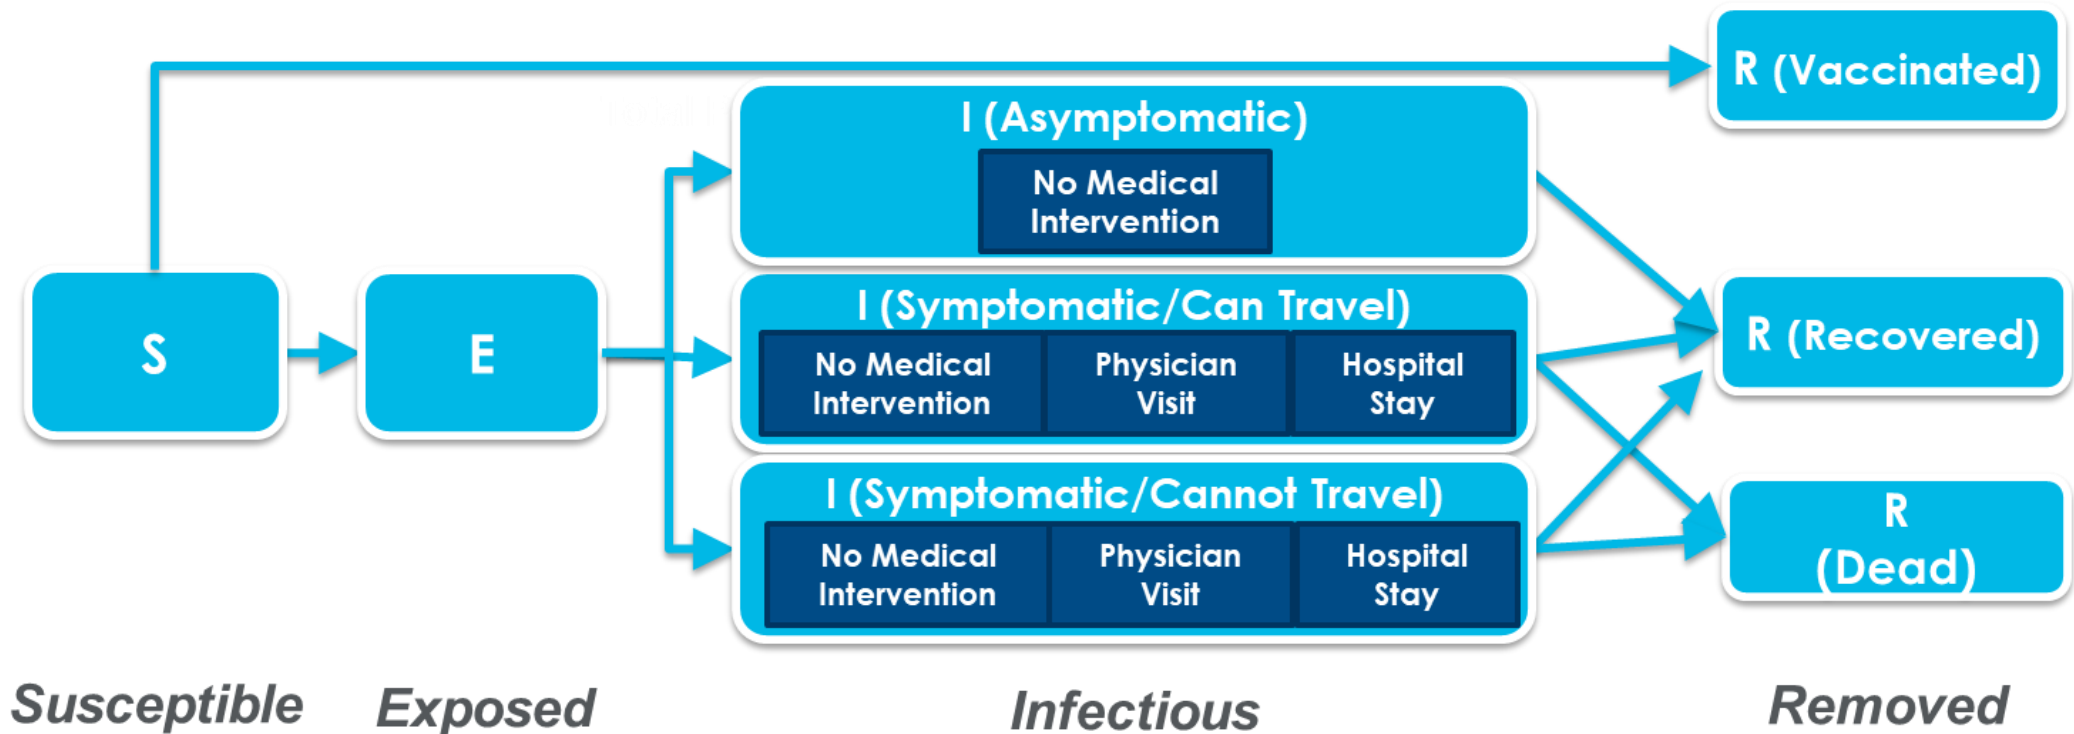 R (Vaccinated)
I (Asymptomatic)
No Medical
Intervention
S
E
I (Symptomatic/Can Travel)
No Medical
Intervention
Physician
Visit
Hospital
Stay
R (Recovered)
I (Symptomatic/Cannot Travel)
No Medical
Intervention
Physician
Visit
Hospital
Stay
R
(Dead)
Susceptible
Exposed
Infectious
Removed